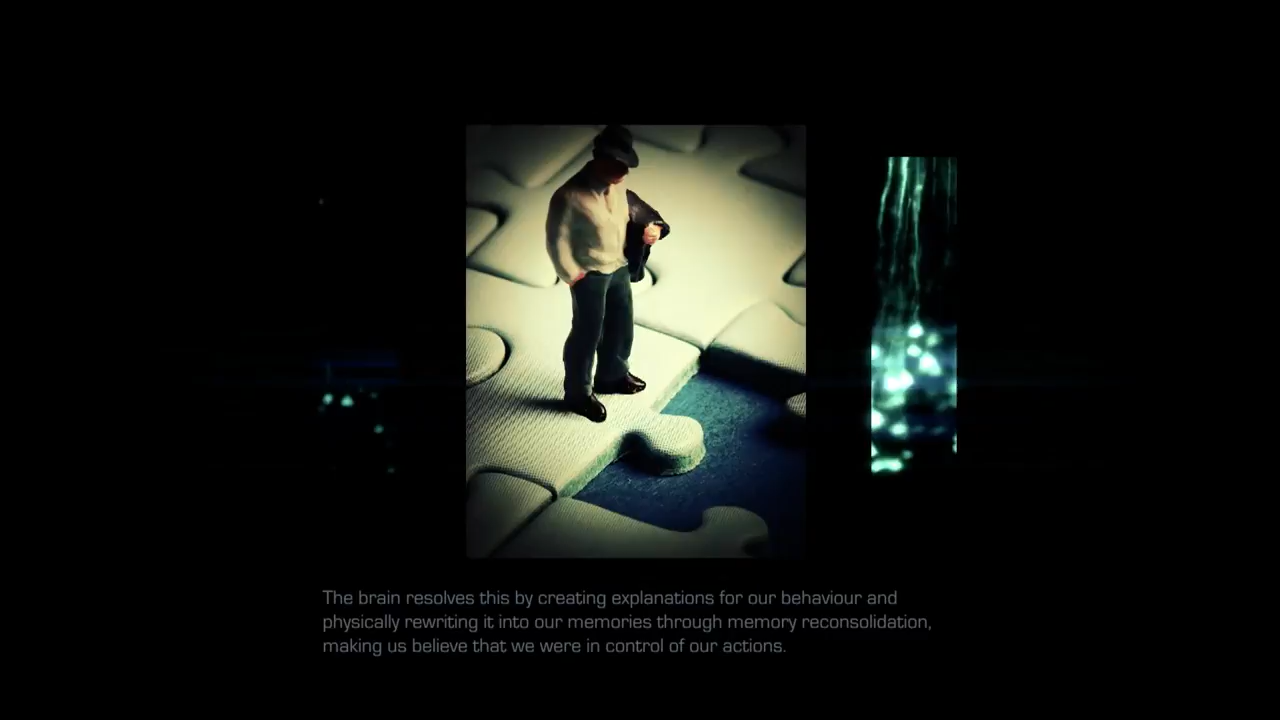 The brain resolves this by creating explanations for our behaviour and
physically rewriting it into our memories through memory reconsolidation,
making us believe that we were in control of our actions.